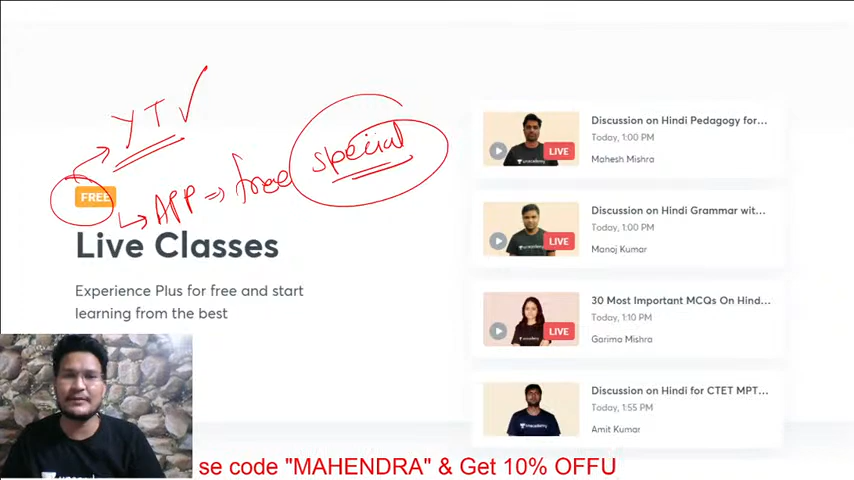 YT
FREE
APP => free special
Live Classes
Experience Plus for free and start
learning from the best
Discussion on Hindi Pedagogy for...
Today, 1:00 PM
LIVE
Mahesh Mishra
Discussion on Hindi Grammar wit...
Today, 1:00 PM
LIVE
Manoj Kumar
30 Most Important MCQs On Hind...
Today, 1:10 PM
LIVE
Garima Mishra
Discussion on Hindi for CTET MPT...
Today, 1:55 PM
Amit Kumar
se code "MAHENDRA" & Get 10% OFFU